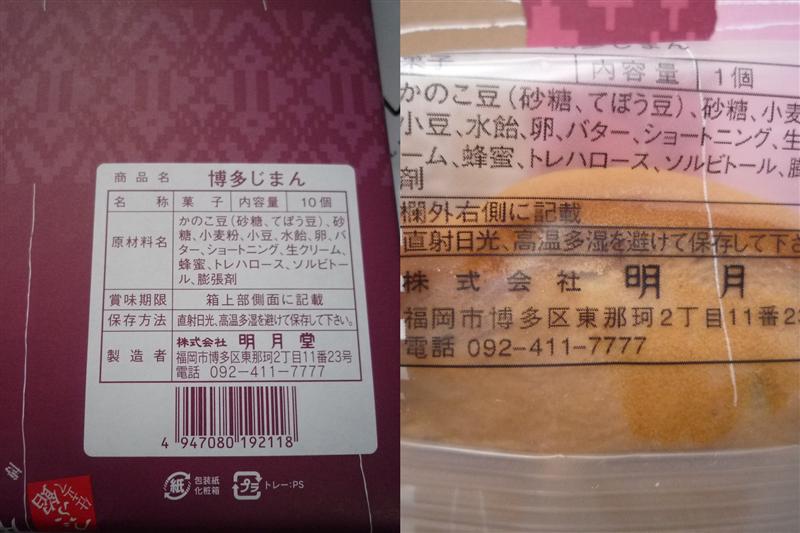 商品名 博多じまん
名称 菓子 内容量 10個
原材料名 かのこ豆(砂糖、てぼう豆)、砂
糖、小麦粉、小豆、水飴、卵、バ
ター、ショートニング、生クリーム、
蜂蜜、トレハロース、ソルビトー
ル、膨張剤
賞味期限 箱上部側面に記載
保存方法 直射日光、高温多湿を避けて保存して下さい。
製造者 株式会社 明月堂
福岡市博多区東那珂2丁目11番23号
電話 092-411-7777
4 947080 192118
紙 包装紙
化粧箱
プラ トレー:PS
菓子 内容量 1個
かのこ豆(砂糖、てぼう豆)、砂糖、小麦
小豆、水飴、卵、バター、ショートニング、生
ーム、蜂蜜、トレハロース、ソルビトール、膨
剤
欄外右側に記載
直射日光、高温多湿を避けて保存して下さ
株式会社 明月
福岡市博多区東那珂2丁目11番23
電話 092-411-7777